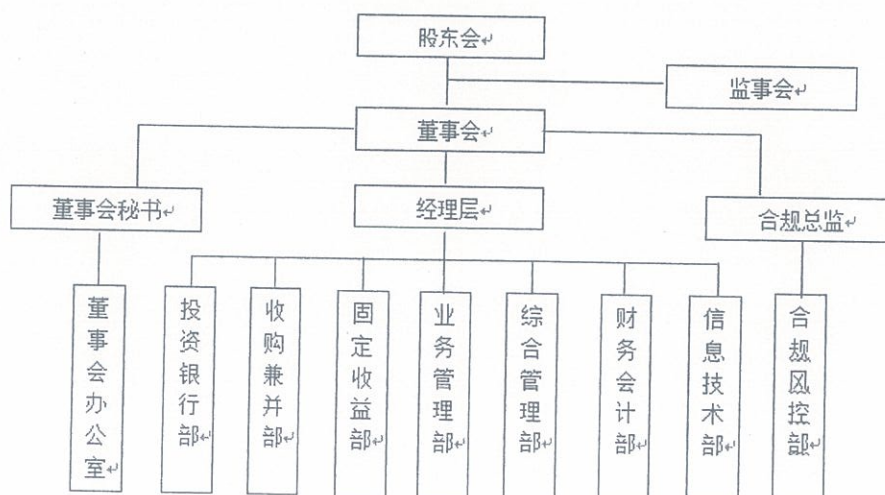 股东会
监事会
董事会
董事会秘书
经理层
合规总监
董事会办公室
投资银行部
收购兼并部
固定收益部
业务管理部
综合管理部
财务会计部
信息技术部
合规风控部